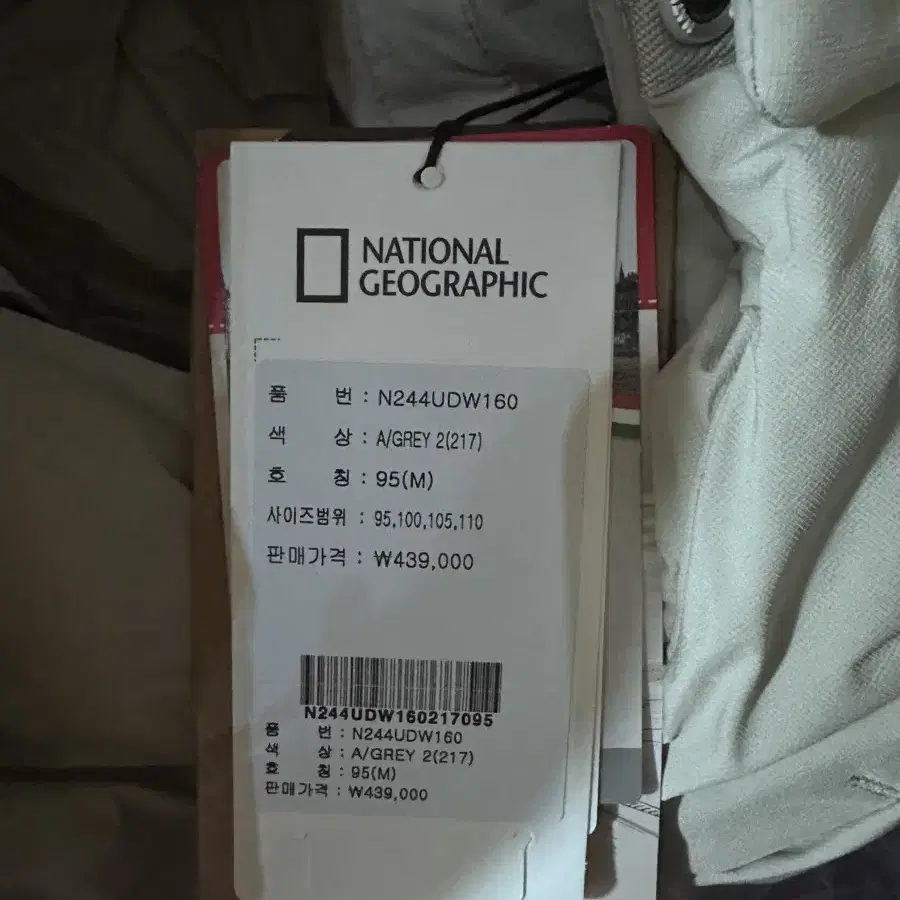 NATIONAL
GEOGRAPHIC
품 번 : N244UDW160
색 상 : A/GREY 2(217)
호 칭 : 95(M)
사이즈범위 : 95,100,105,110
판매가격 : ₩439,000
N244UDW160217095
품 번 : N244UDW160
색 상 : A/GREY 2(217)
호 칭 : 95(M)
판매가격 : ₩439,000